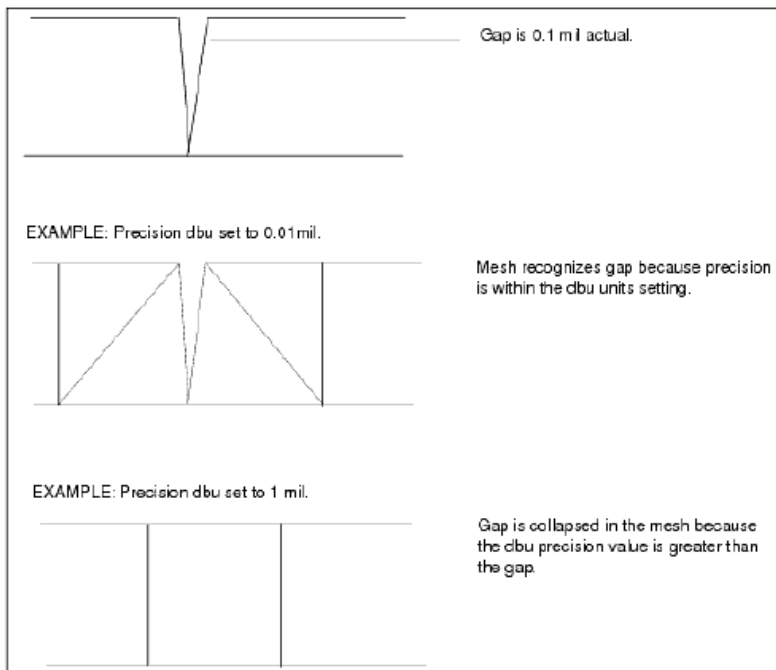 Gap is 0.1 mil actual.
EXAMPLE: Precision dbu set to 0.01mil.
Mesh recognizes gap because precision
is within the dbu units setting.
EXAMPLE: Precision dbu set to 1 mil.
Gap is collapsed in the mesh because
the dbu precision value is greater than
the gap.